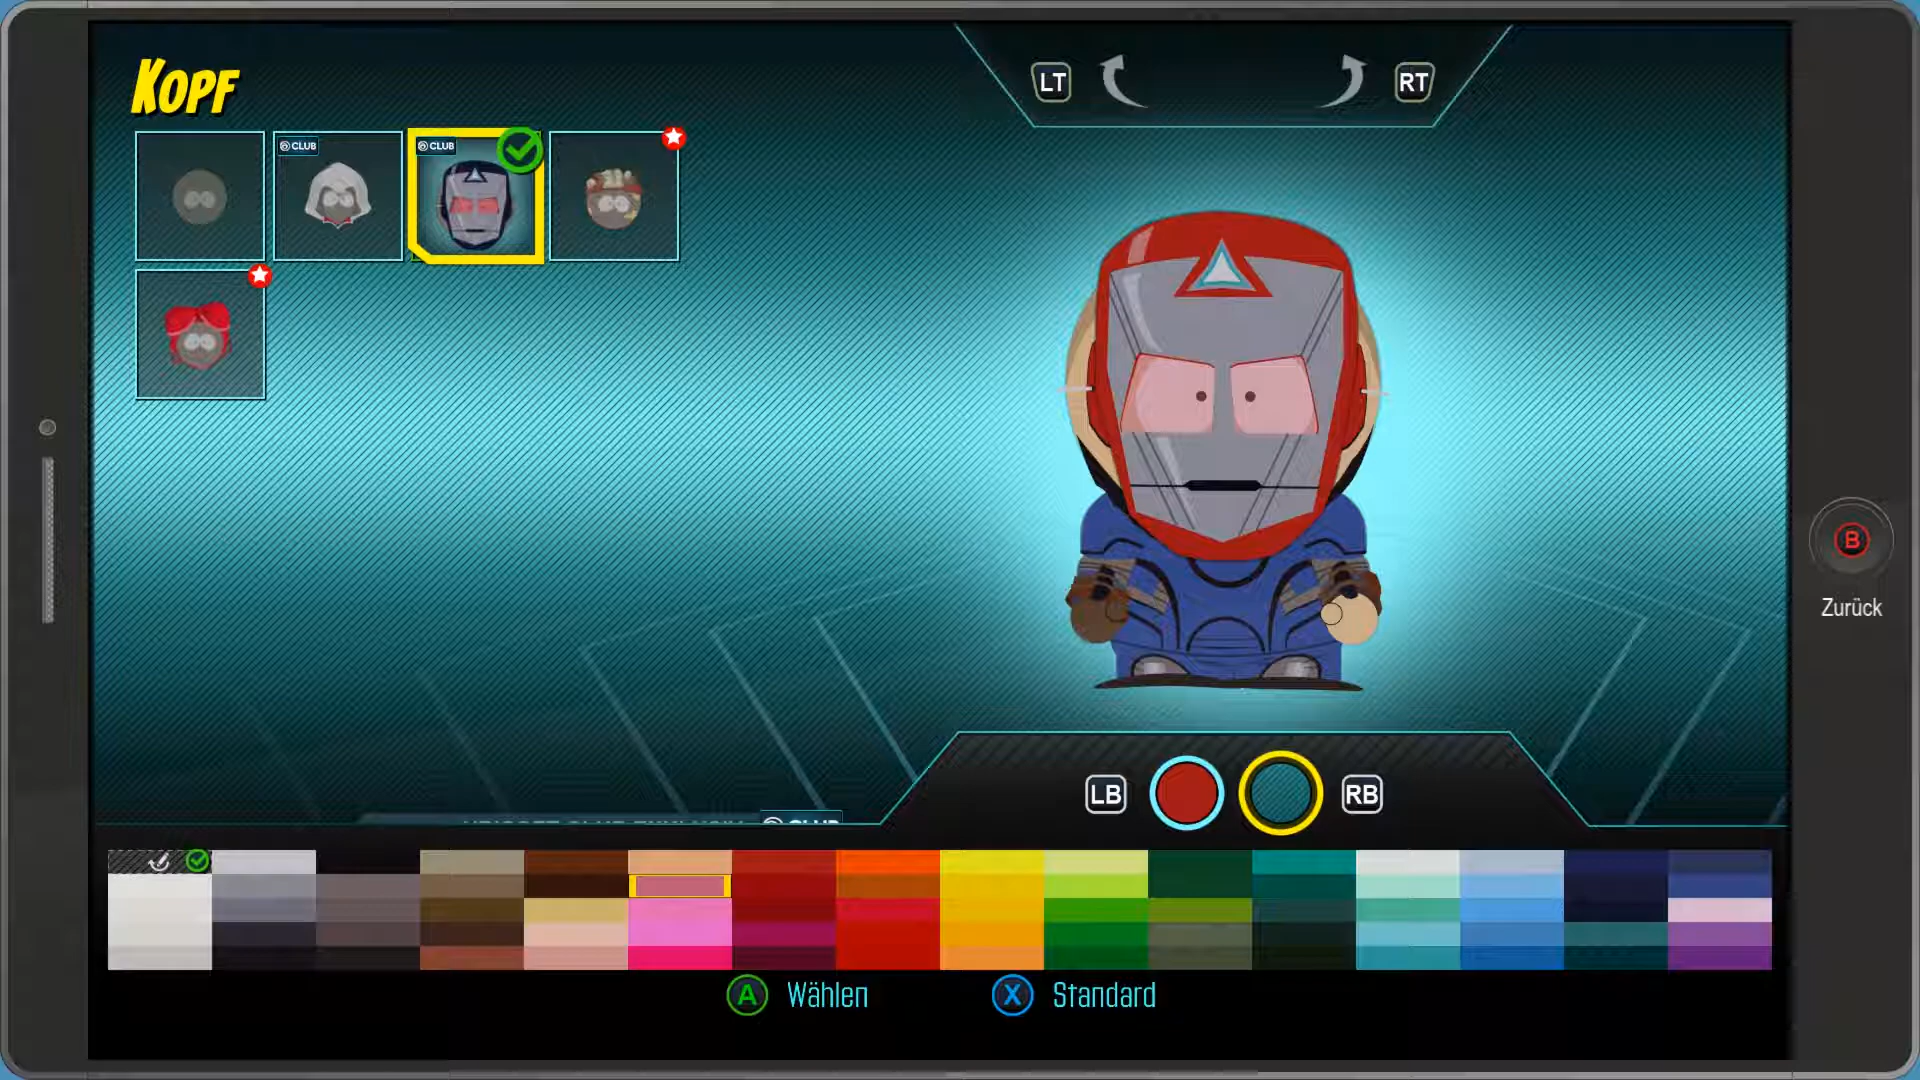 KOPF
LT
RT
CLUB
CLUB
B
Zurück
LB
RB
A Wählen
X Standard